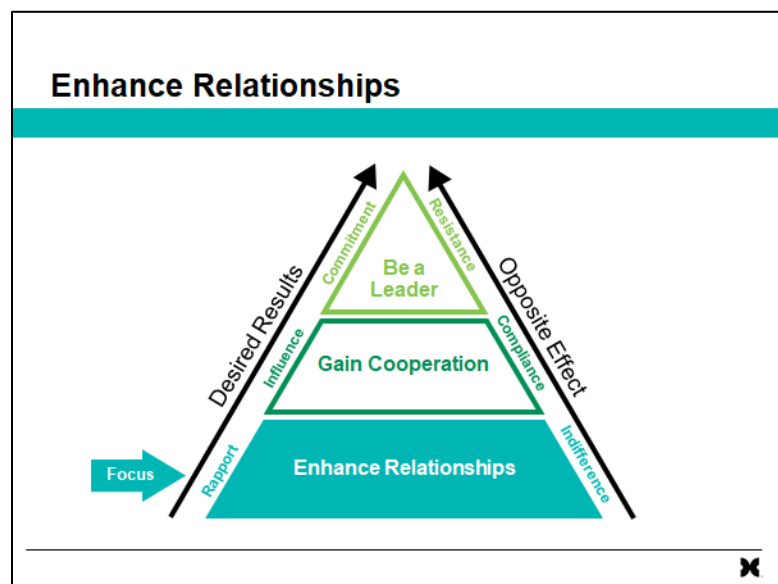 Enhance Relationships
Desired Results
Opposite Effect
Commitment
Resistance
Be a
Leader
Influence
Gain Cooperation
Compliance
Focus
Rapport
Enhance Relationships
Indifference